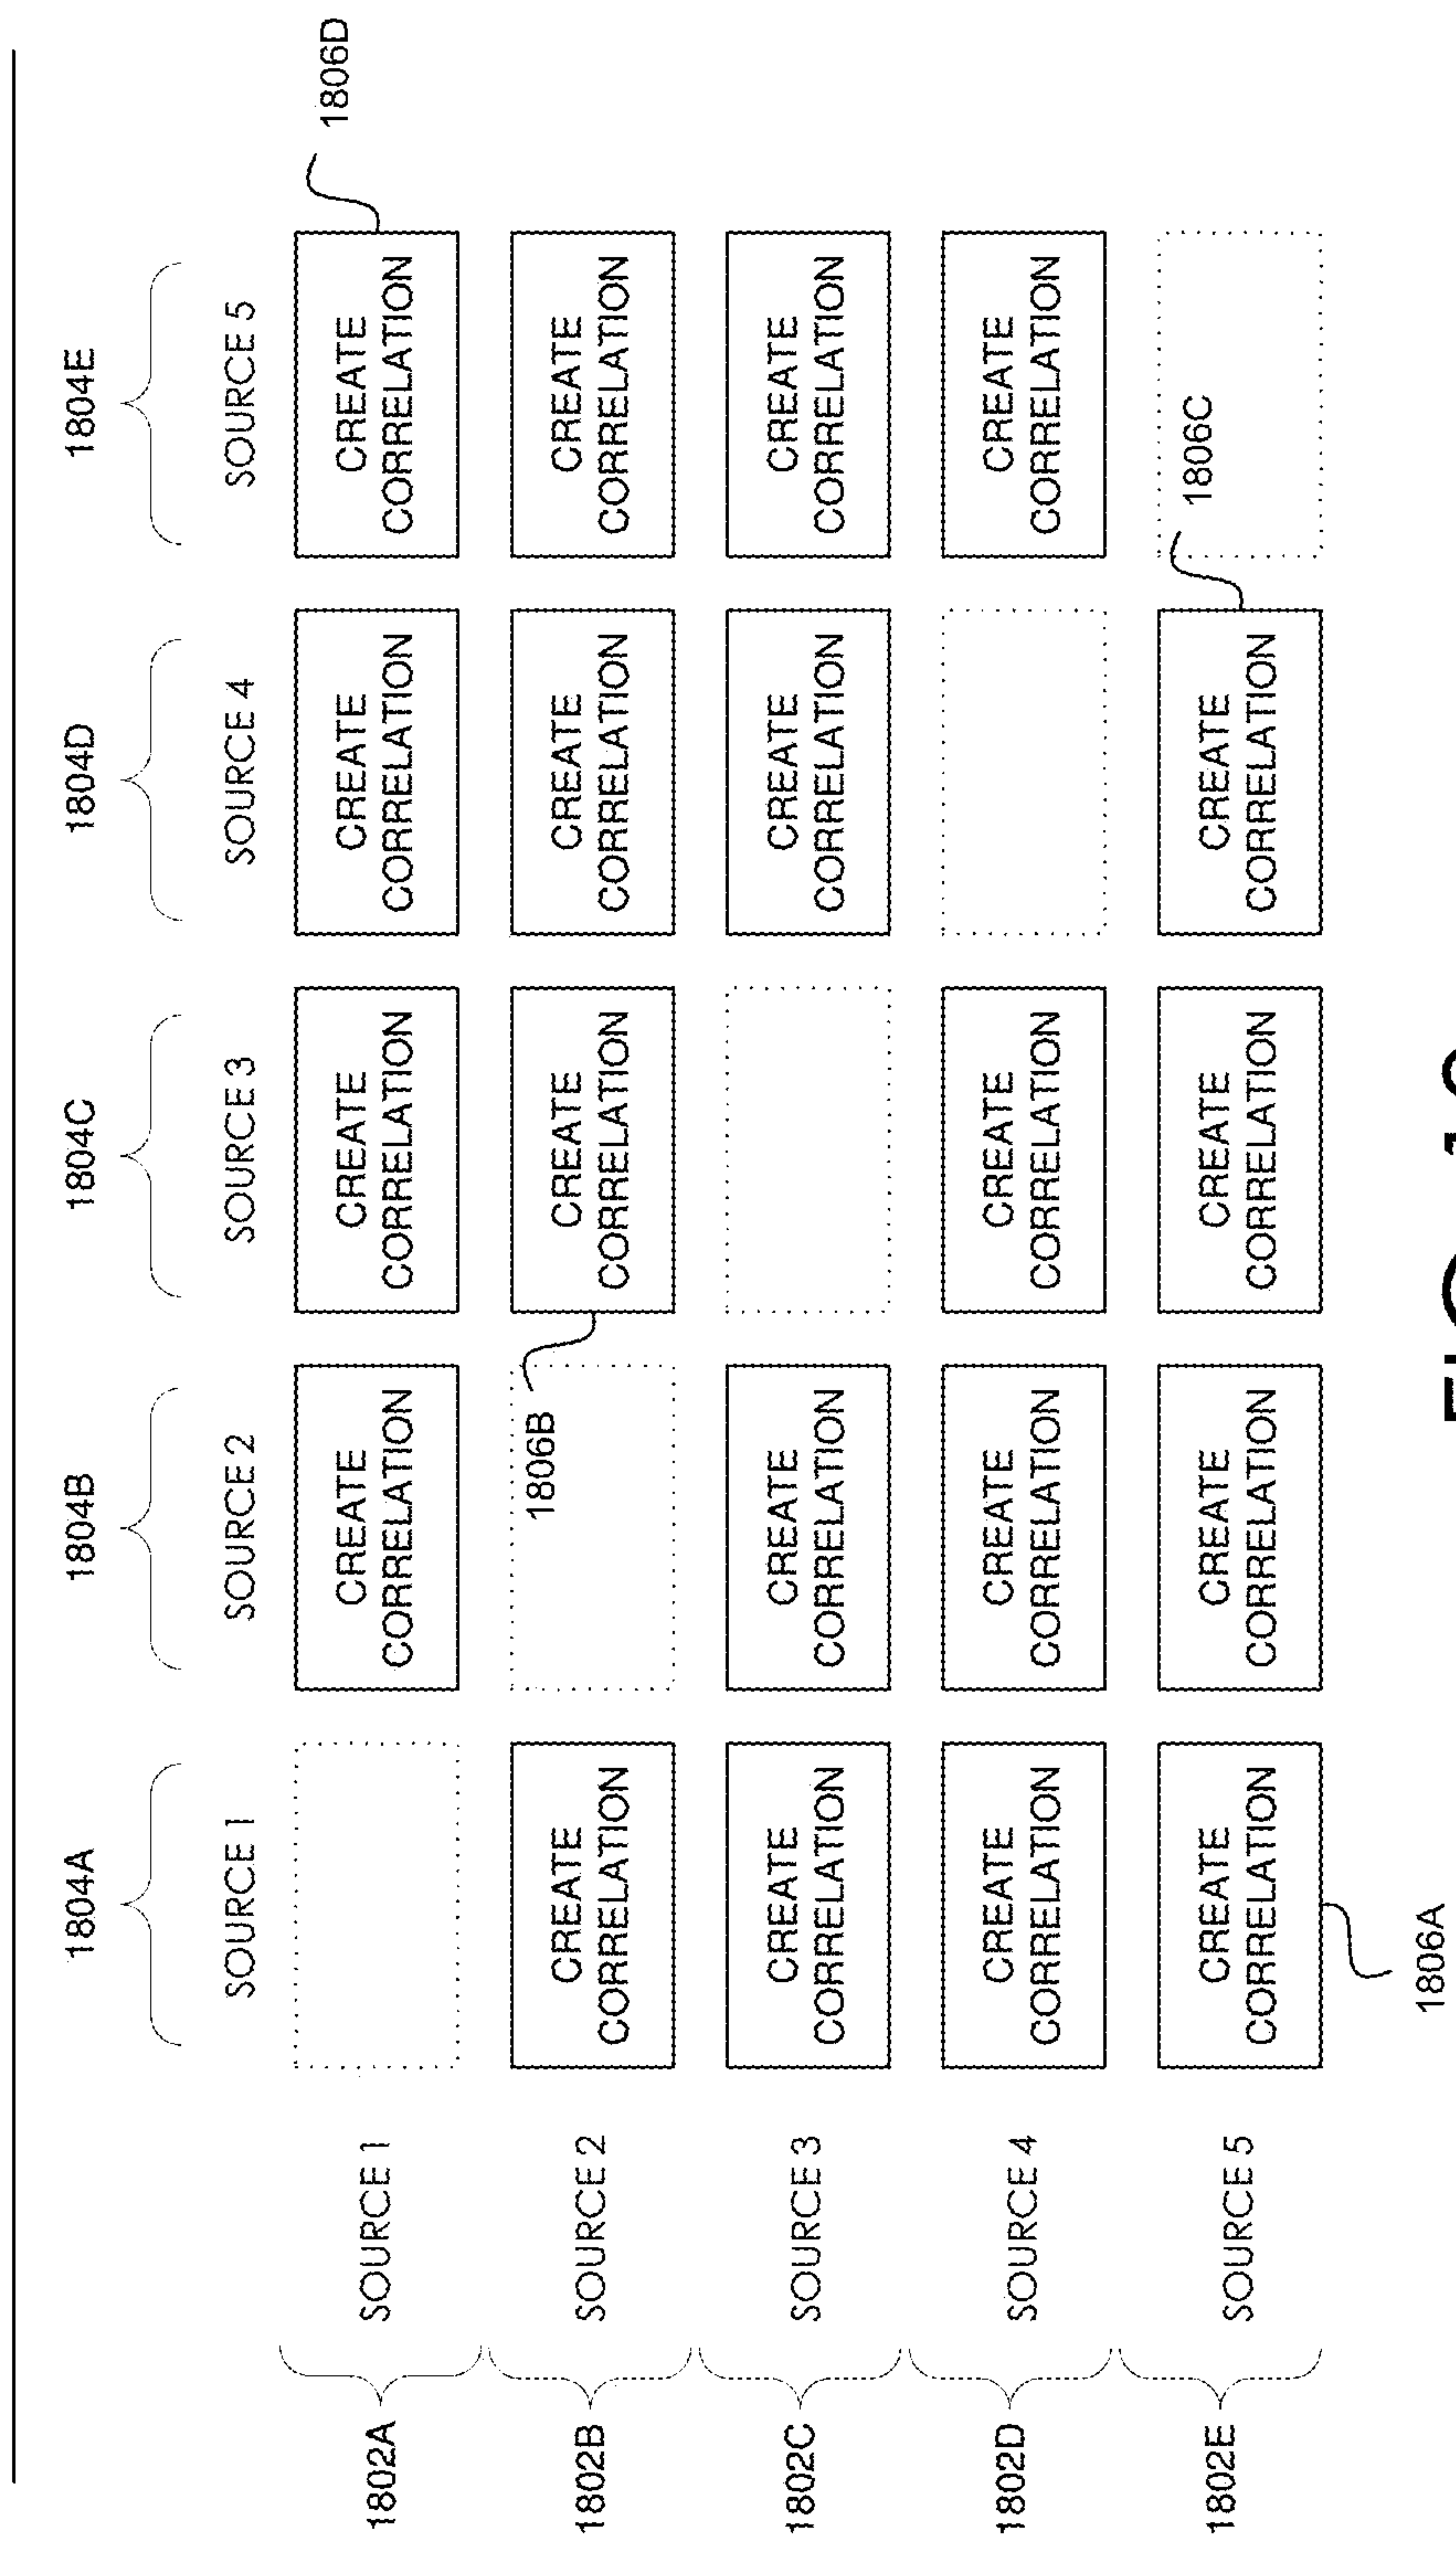 1804A
1804B
1804C
1804D
1804E
SOURCE 1
SOURCE 2
SOURCE 3
SOURCE 4
SOURCE 5
1802A
SOURCE 1
CREATE
CORRELATION
CREATE
CORRELATION
CREATE
CORRELATION
CREATE
CORRELATION
1806D
1802B
SOURCE 2
CREATE
CORRELATION
1806B
CREATE
CORRELATION
CREATE
CORRELATION
CREATE
CORRELATION
1802C
SOURCE 3
CREATE
CORRELATION
CREATE
CORRELATION
CREATE
CORRELATION
CREATE
CORRELATION
1802D
SOURCE 4
CREATE
CORRELATION
CREATE
CORRELATION
CREATE
CORRELATION
CREATE
CORRELATION
1802E
SOURCE 5
CREATE
CORRELATION
CREATE
CORRELATION
CREATE
CORRELATION
CREATE
CORRELATION
1806C
1806A